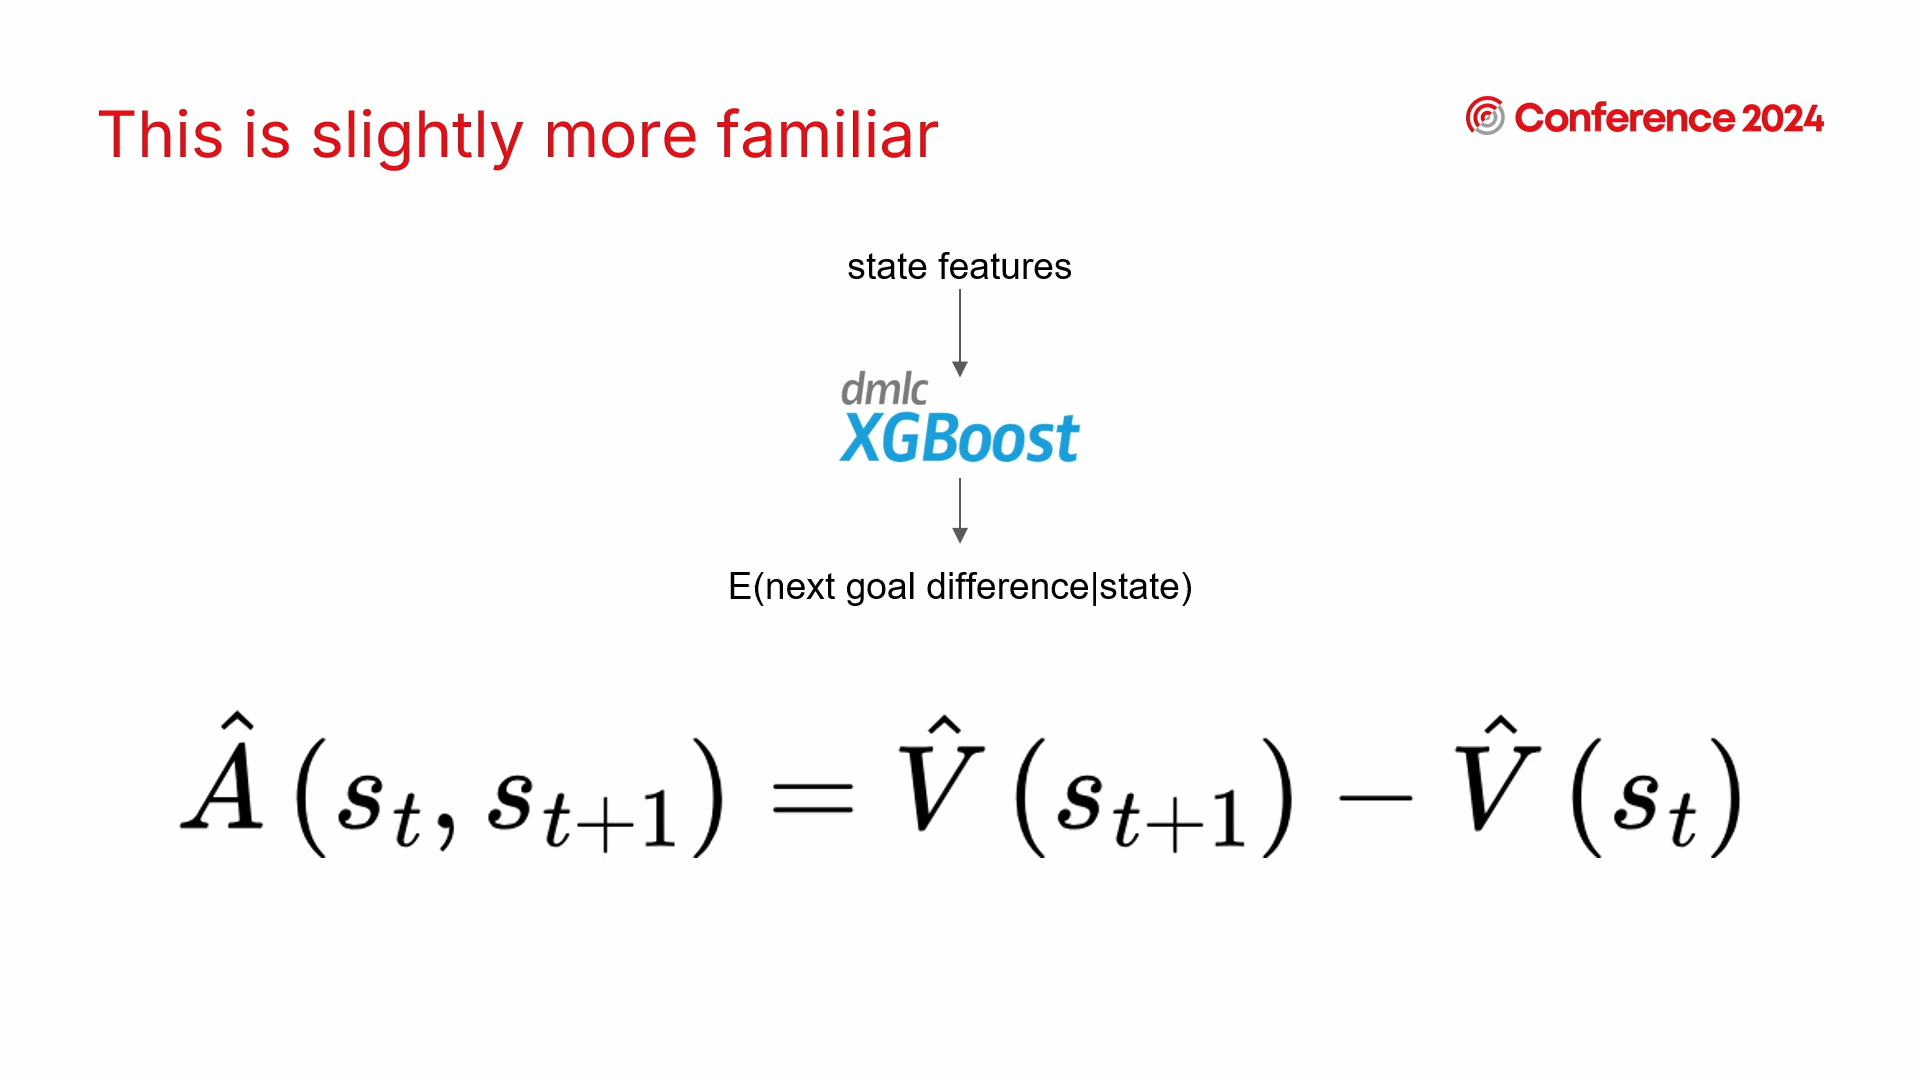 This is slightly more familiar
Conference 2024
state features
dmlc
XGBoost
E(next goal difference|state)
Â(s_t, s_{t+1}) = V̂(s_{t+1}) − V̂(s_t)